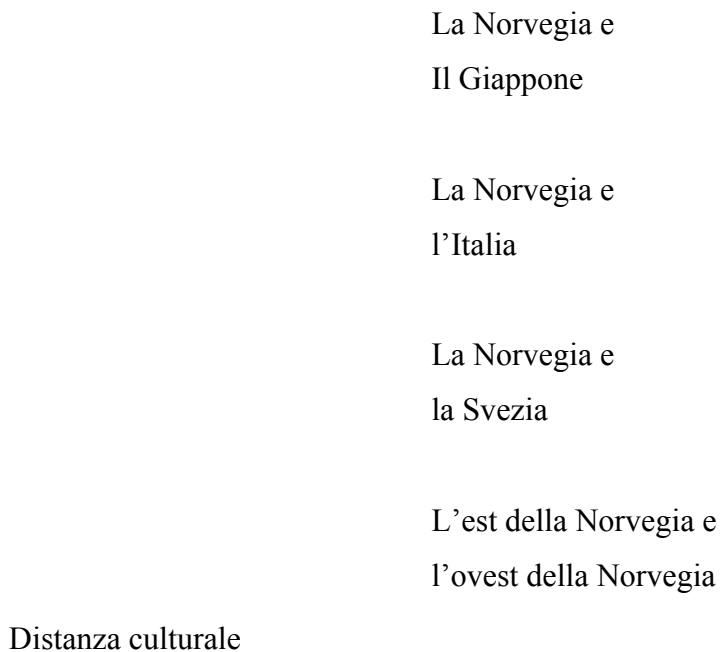 La Norvegia e
Il Giappone
La Norvegia e
l’Italia
La Norvegia e
la Svezia
L’est della Norvegia e
l’ovest della Norvegia
Distanza culturale